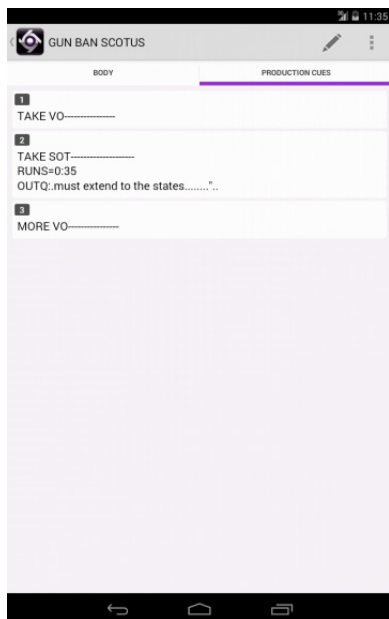 11:35
GUN BAN SCOTUS
BODY
PRODUCTION CUES
1
TAKE VO----------------
2
TAKE SOT---------------------
RUNS=0:35
OUTQ:.must extend to the states........"..
3
MORE VO----------------